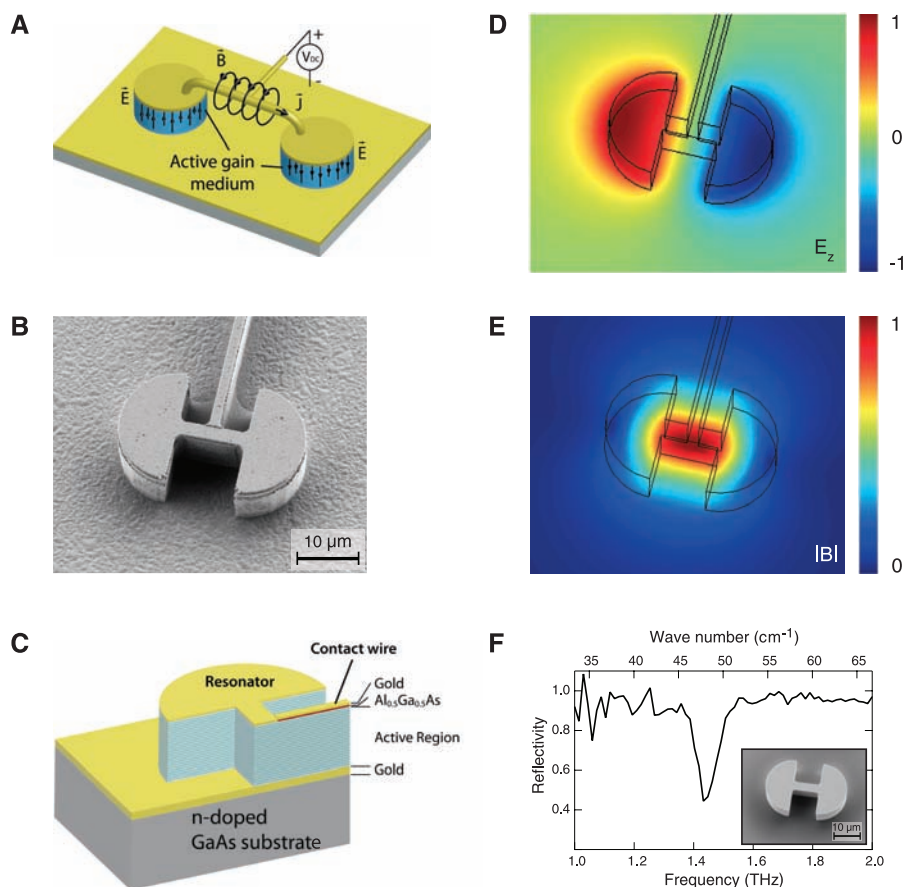 A
B⃗
+
V_DC
-
E⃗
j⃗
E⃗
Active gain
medium
B
10 µm
C
Contact wire
Resonator
Gold
Al₀.₅Ga₀.₅As
Active Region
Gold
n-doped
GaAs substrate
D
1
0
-1
E_z
E
1
0
|B|
F
Wave number (cm⁻¹)
35 40 45 50 55 60 65
1.0
0.8
0.6
0.4
Reflectivity
10 µm
1.0 1.2 1.4 1.6 1.8 2.0
Frequency (THz)